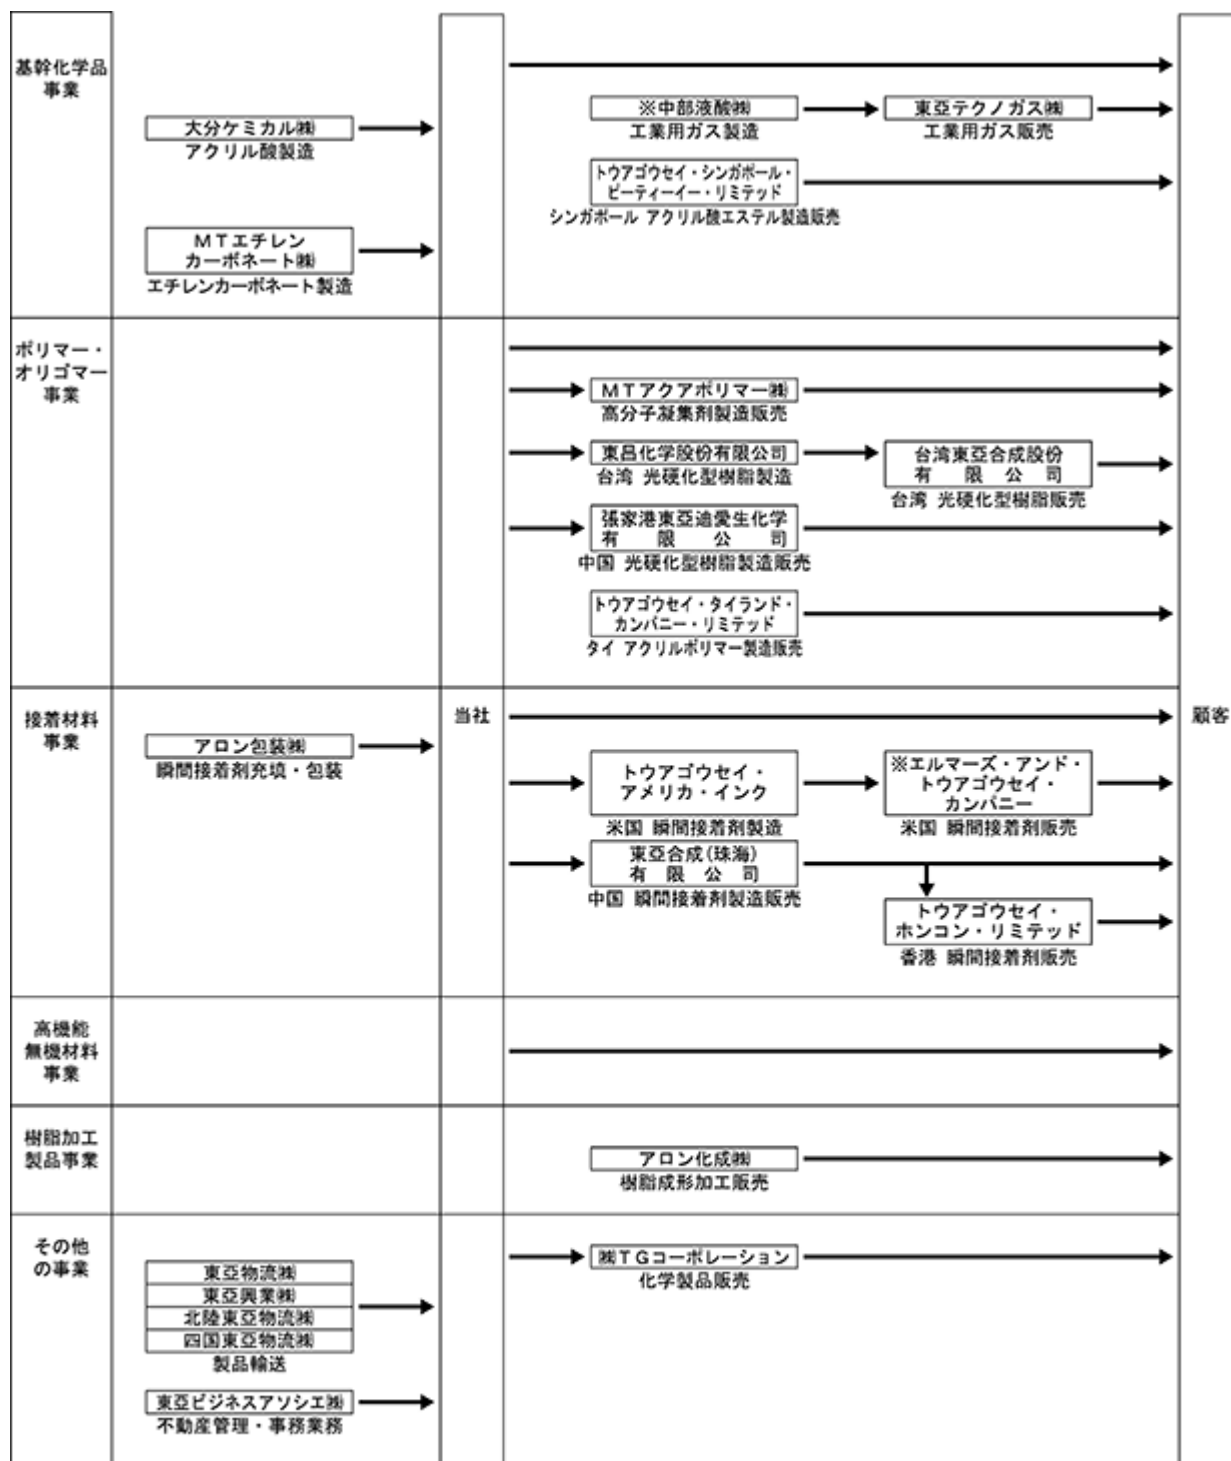 基幹化学品
事業
大分ケミカル㈱
アクリル酸製造
MTエチレン
カーボネート㈱
エチレンカーボネート製造
※中部液酸㈱
工業用ガス製造
東亞テクノガス㈱
工業用ガス販売
トウアゴウセイ・シンガポール・
ピーティーイー・リミテッド
シンガポール アクリル酸エステル製造販売
ポリマー・
オリゴマー
事業
MTアクアポリマー㈱
高分子凝集剤製造販売
東昌化学股份有限公司
台湾 光硬化型樹脂製造
台湾東亞合成股份
有限公司
台湾 光硬化型樹脂販売
張家港東亞迪愛生化学
有限公司
中国 光硬化型樹脂製造販売
トウアゴウセイ・タイランド・
カンパニー・リミテッド
タイ アクリルポリマー製造販売
接着材料
事業
アロン包装㈱
瞬間接着剤充填・包装
当社
トウアゴウセイ・
アメリカ・インク
米国 瞬間接着剤製造
※エルマーズ・アンド・
トウアゴウセイ・
カンパニー
米国 瞬間接着剤販売
東亞合成(珠海)
有限公司
中国 瞬間接着剤製造販売
トウアゴウセイ・
ホンコン・リミテッド
香港 瞬間接着剤販売
顧客
高機能
無機材料
事業
樹脂加工
製品事業
アロン化成㈱
樹脂成形加工販売
その他
の事業
東亞物流㈱
東亞興業㈱
北陸東亞物流㈱
四国東亞物流㈱
製品輸送
東亞ビジネスアソシエ㈱
不動産管理・事務業務
㈱TGコーポレーション
化学製品販売